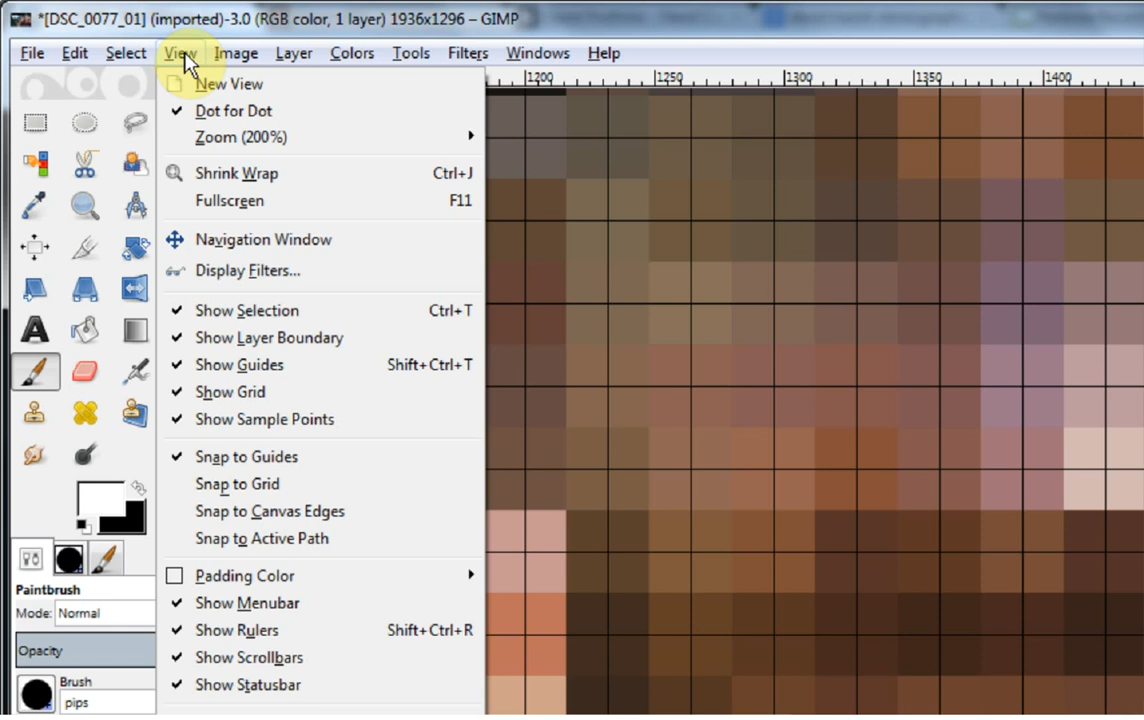 *[DSC_0077_01] (imported)-3.0 (RGB color, 1 layer) 1936x1296 – GIMP
File Edit Select View Image Layer Colors Tools Filters Windows Help
1200 1250 1300 1350 1400
New View
Dot for Dot
Zoom (200%)
Shrink Wrap Ctrl+J
Fullscreen F11
Navigation Window
Display Filters...
Show Selection Ctrl+T
Show Layer Boundary
Show Guides Shift+Ctrl+T
Show Grid
Show Sample Points
Snap to Guides
Snap to Grid
Snap to Canvas Edges
Snap to Active Path
Padding Color
Show Menubar
Show Rulers Shift+Ctrl+R
Show Scrollbars
Show Statusbar
Paintbrush
Mode: Normal
Opacity
Brush
pips